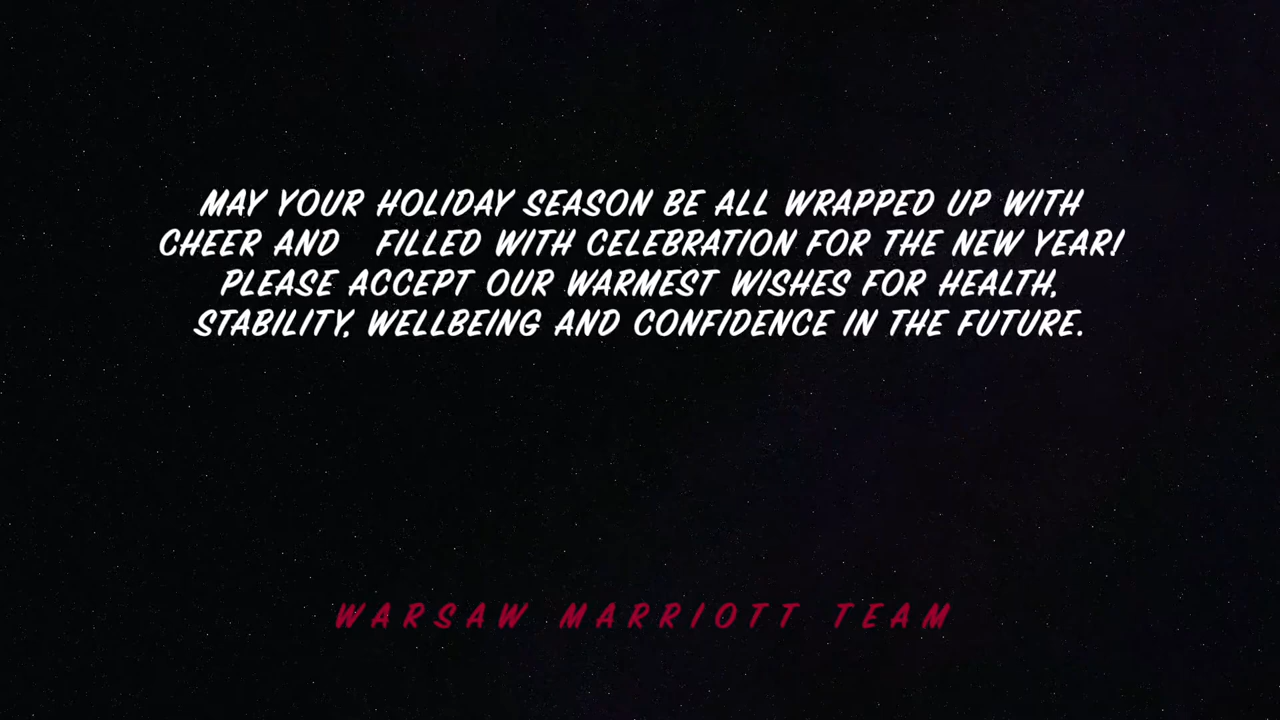 MAY YOUR HOLIDAY SEASON BE ALL WRAPPED UP WITH
CHEER AND   FILLED WITH CELEBRATION FOR THE NEW YEAR!
PLEASE ACCEPT OUR WARMEST WISHES FOR HEALTH,
STABILITY, WELLBEING AND CONFIDENCE IN THE FUTURE.
WARSAW MARRIOTT TEAM